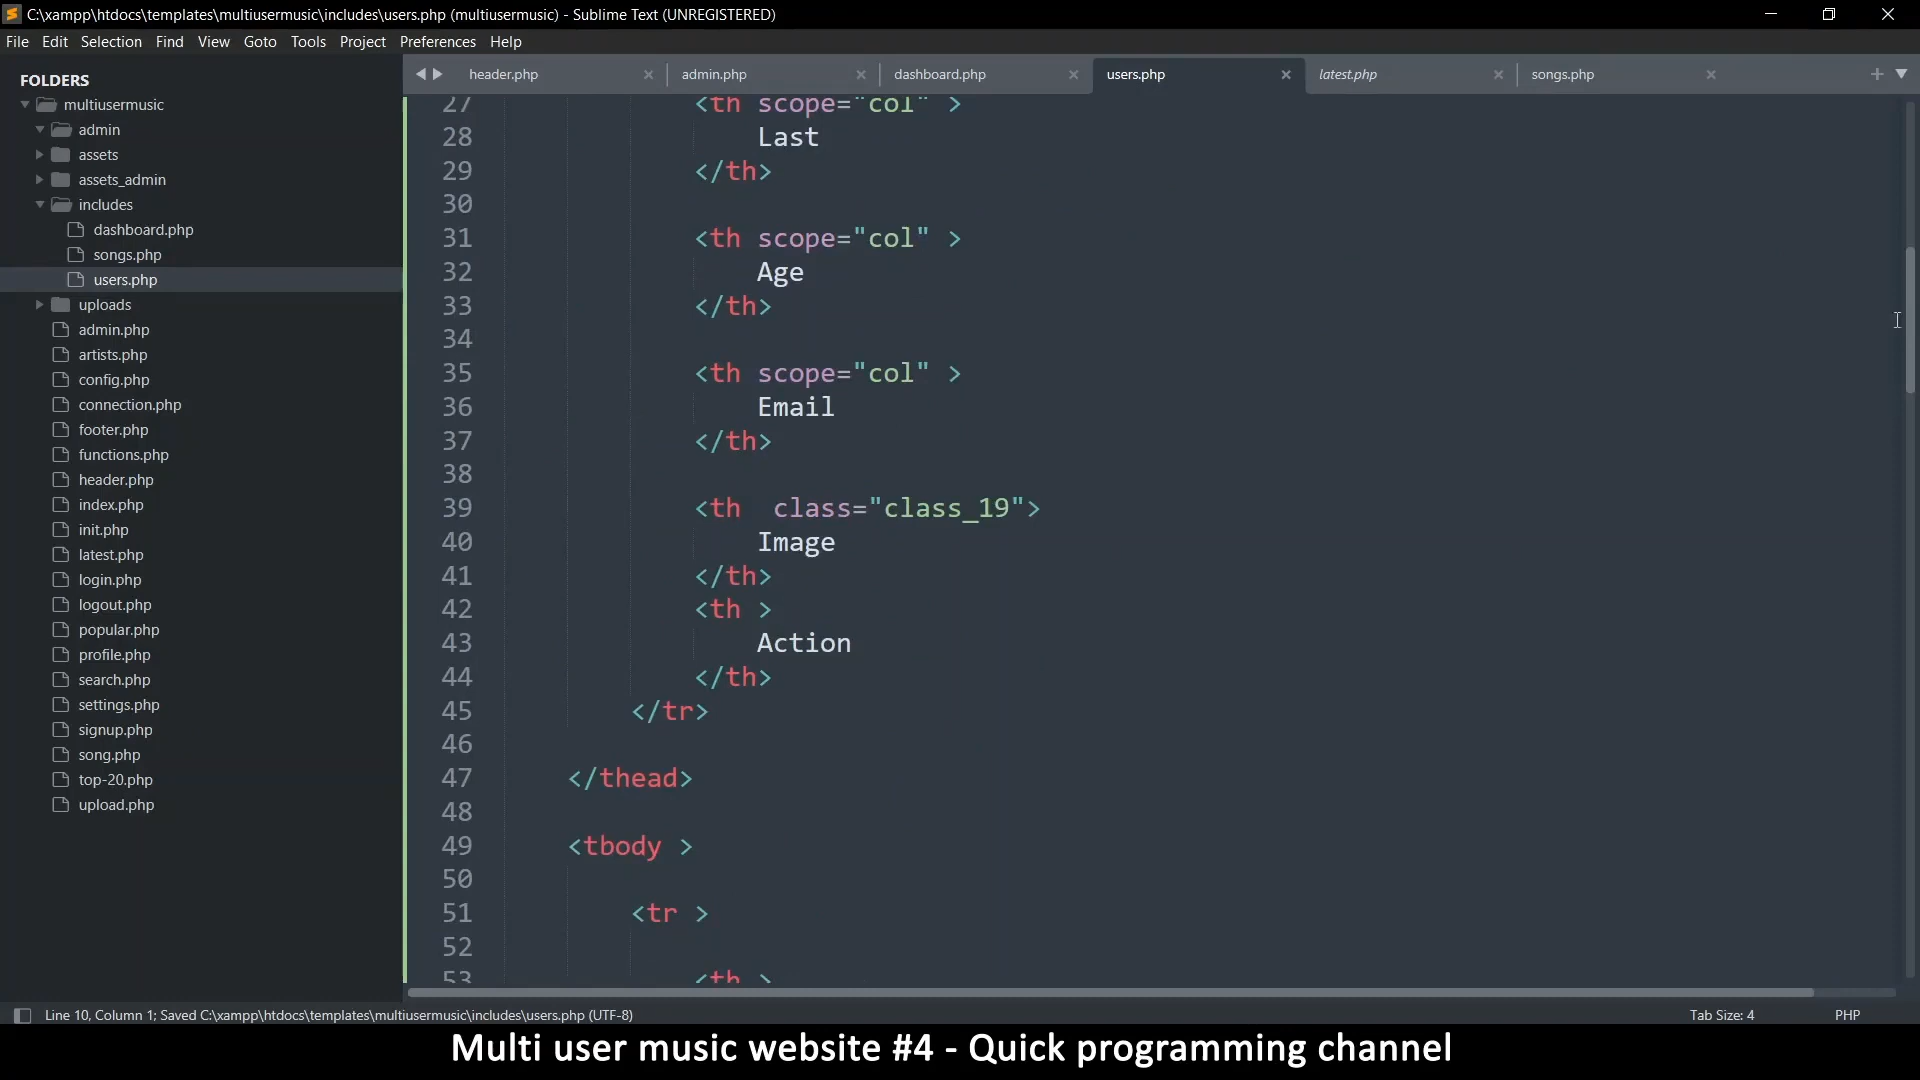 C:\xampp\htdocs\templates\multiusermusic\includes\users.php (multiusermusic) - Sublime Text (UNREGISTERED)
File Edit Selection Find View Goto Tools Project Preferences Help
FOLDERS
multiusermusic
admin
assets
assets_admin
includes
dashboard.php
songs.php
users.php
uploads
admin.php
artists.php
config.php
connection.php
footer.php
functions.php
header.php
index.php
init.php
latest.php
login.php
logout.php
popular.php
profile.php
search.php
settings.php
signup.php
song.php
top-20.php
upload.php
header.php admin.php dashboard.php users.php latest.php songs.php
27 <th scope="col" >
28 Last
29 </th>
30
31 <th scope="col" >
32 Age
33 </th>
34
35 <th scope="col" >
36 Email
37 </th>
38
39 <th  class="class_19">
40 Image
41 </th>
42 <th >
43 Action
44 </th>
45 </tr>
46
47 </thead>
48
49 <tbody >
50
51 <tr >
52
53 <th >
Line 10, Column 1; Saved C:\xampp\htdocs\templates\multiusermusic\includes\users.php (UTF-8) Tab Size: 4 PHP
Multi user music website #4 - Quick programming channel